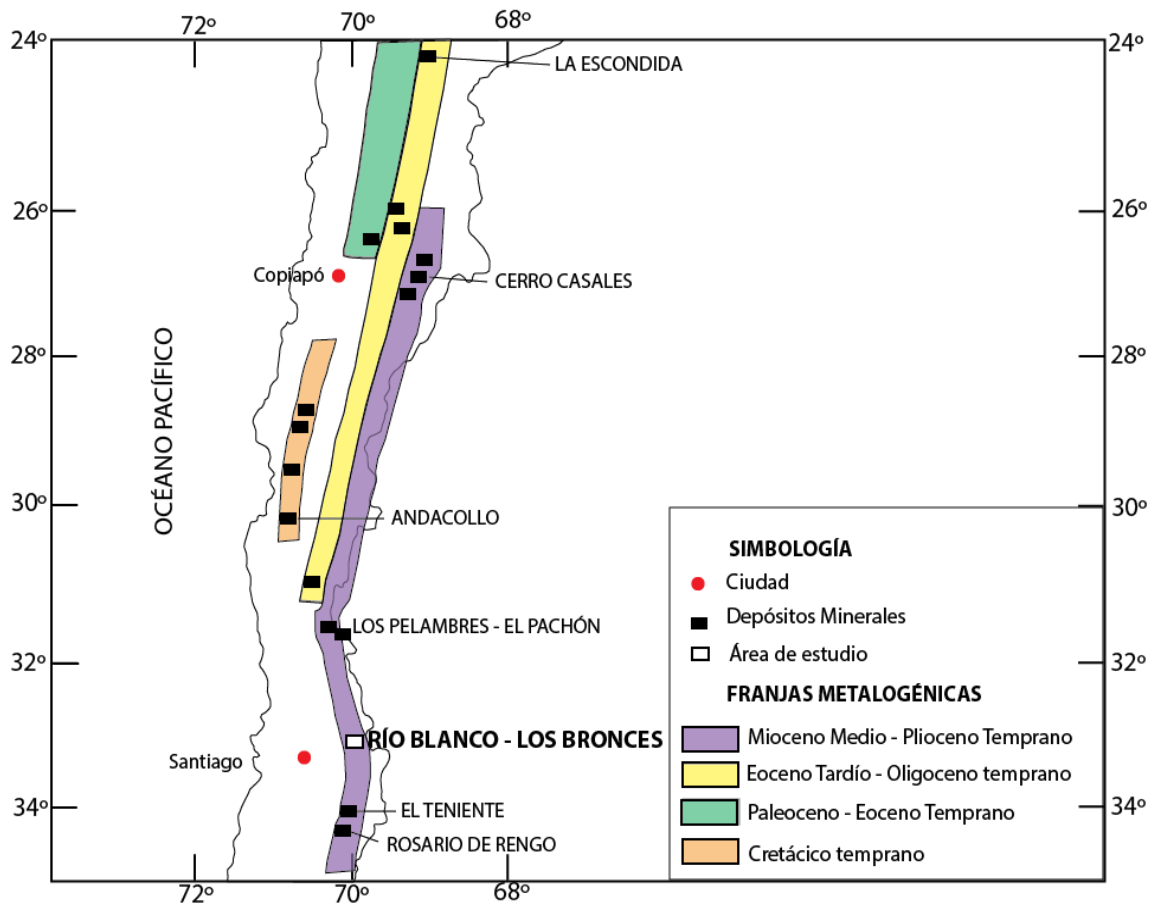 72º 70º 68º
24º 24º
LA ESCONDIDA
26º 26º
Copiapó
CERRO CASALES
28º 28º
OCÉANO PACÍFICO
30º 30º
ANDACOLLO
SIMBOLOGÍA
Ciudad
Depósitos Minerales
LOS PELAMBRES - EL PACHÓN
Área de estudio
32º 32º
FRANJAS METALOGÉNICAS
RÍO BLANCO - LOS BRONCES
Mioceno Medio - Plioceno Temprano
Santiago
Eoceno Tardío - Oligoceno temprano
34º 34º
EL TENIENTE
Paleoceno - Eoceno Temprano
ROSARIO DE RENGO
Cretácico temprano
72º 70º 68º